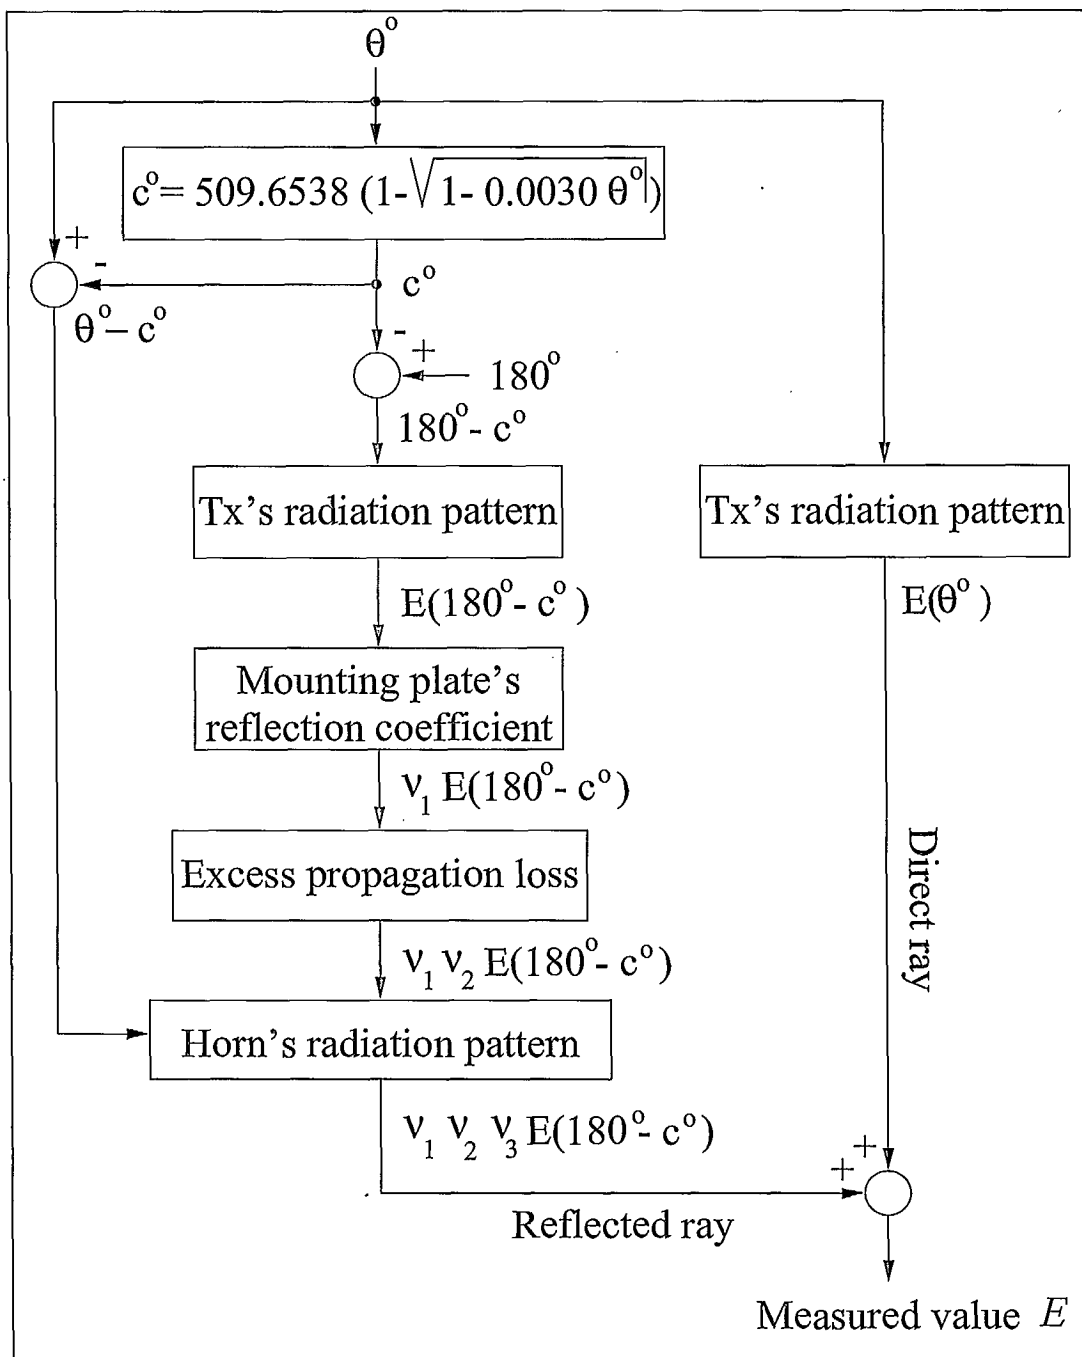 θ°
c° = 509.6538 (1-√1- 0.0030 θ°)
+
-
c°
θ° – c°
-
+
180°
180° - c°
Tx's radiation pattern
Tx's radiation pattern
E(180° - c°)
E(θ°)
Mounting plate's
reflection coefficient
ν₁ E(180° - c°)
Excess propagation loss
Direct ray
ν₁ ν₂ E(180° - c°)
Horn's radiation pattern
ν₁ ν₂ ν₃ E(180° - c°)
+
+
Reflected ray
Measured value E